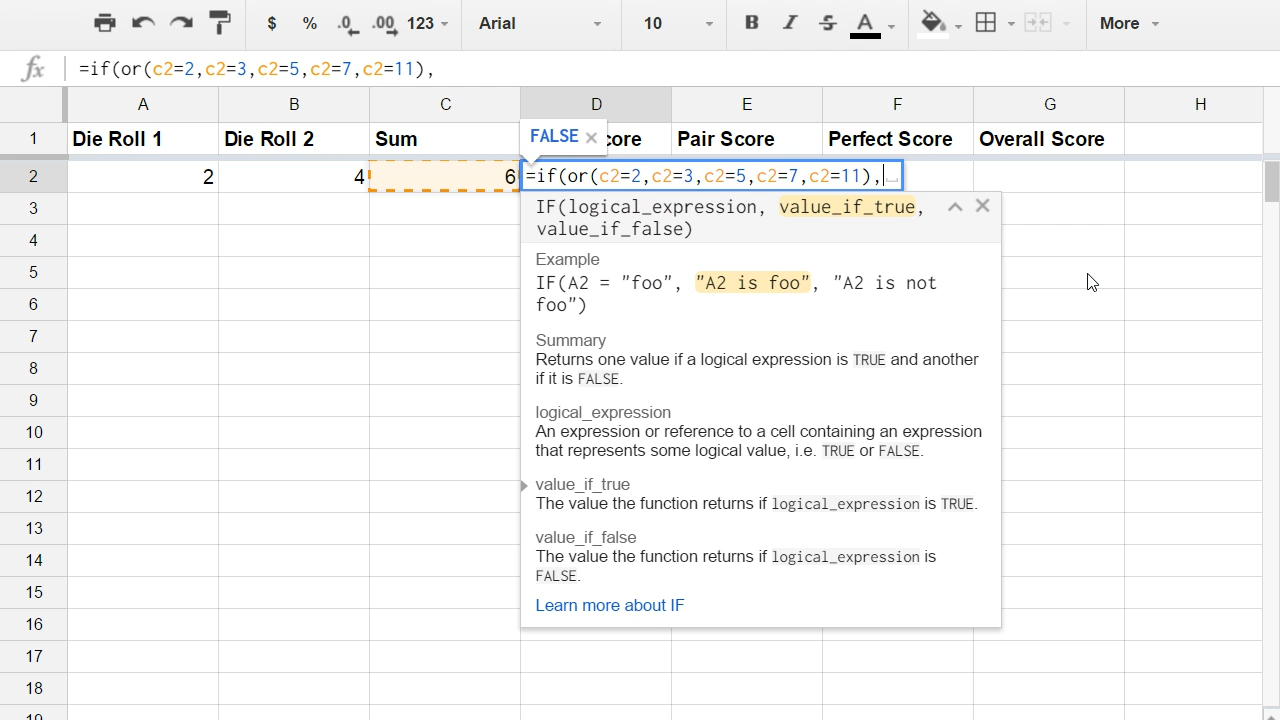 $ % .0 .00 123 Arial 10 B I S A More
fx =if(or(c2=2,c2=3,c2=5,c2=7,c2=11),
A B C D E F G H
1 Die Roll 1 Die Roll 2 Sum FALSE × core Pair Score Perfect Score Overall Score
2 2 4 6 =if(or(c2=2,c2=3,c2=5,c2=7,c2=11),
3 IF(logical_expression, value_if_true,
value_if_false)
4
Example
5 IF(A2 = "foo", "A2 is foo", "A2 is not
6 foo")
7 Summary
8 Returns one value if a logical expression is TRUE and another
if it is FALSE.
9
logical_expression
10 An expression or reference to a cell containing an expression
11 that represents some logical value, i.e. TRUE or FALSE.
12 value_if_true
The value the function returns if logical_expression is TRUE.
13 value_if_false
14 The value the function returns if logical_expression is
FALSE.
15 Learn more about IF
16
17
18
19